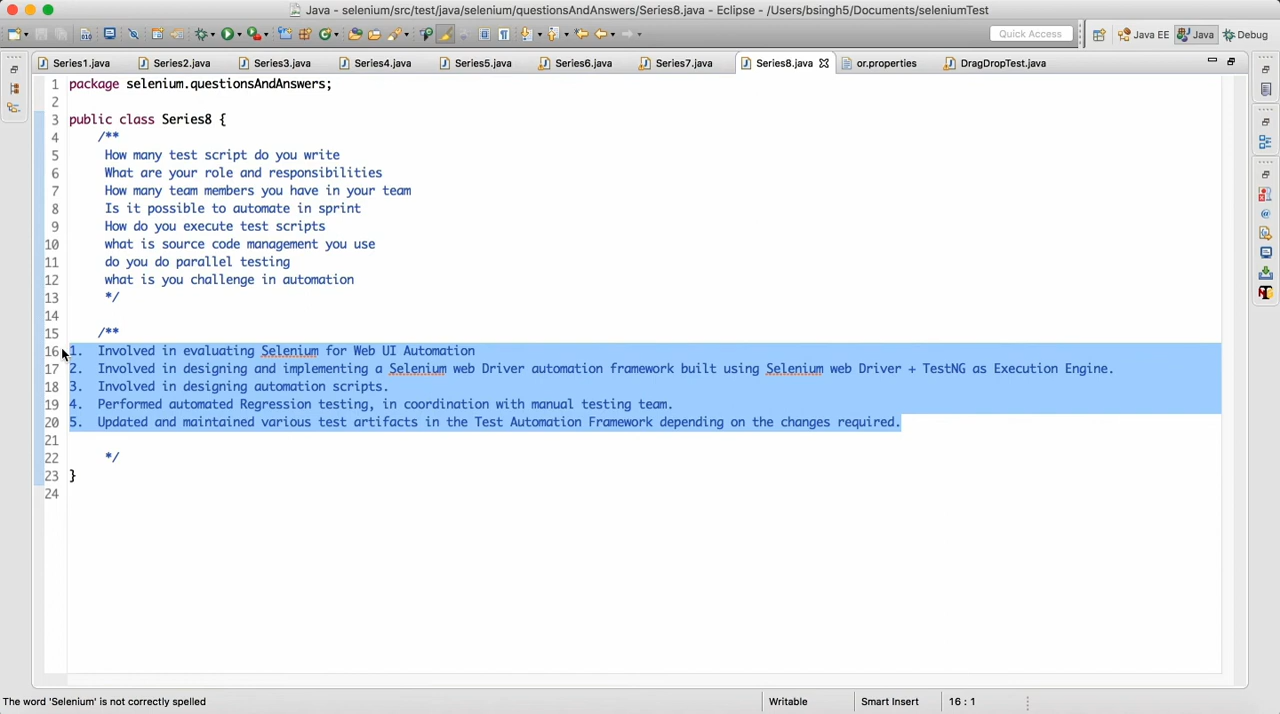 Java - selenium/src/test/java/selenium/questionsAndAnswers/Series8.java - Eclipse - /Users/bsingh5/Documents/seleniumTest
Quick Access
Java EE
Java
Debug
Series1.java
Series2.java
Series3.java
Series4.java
Series5.java
Series6.java
Series7.java
Series8.java
or.properties
DragDropTest.java
1 package selenium.questionsAndAnswers;
2
3 public class Series8 {
4 /**
5 How many test script do you write
6 What are your role and responsibilities
7 How many team members you have in your team
8 Is it possible to automate in sprint
9 How do you execute test scripts
10 what is source code management you use
11 do you do parallel testing
12 what is you challenge in automation
13 */
14
15 /**
16 1. Involved in evaluating Selenium for Web UI Automation
17 2. Involved in designing and implementing a Selenium web Driver automation framework built using Selenium web Driver + TestNG as Execution Engine.
18 3. Involved in designing automation scripts.
19 4. Performed automated Regression testing, in coordination with manual testing team.
20 5. Updated and maintained various test artifacts in the Test Automation Framework depending on the changes required.
21
22 */
23 }
24
The word 'Selenium' is not correctly spelled
Writable
Smart Insert
16 : 1